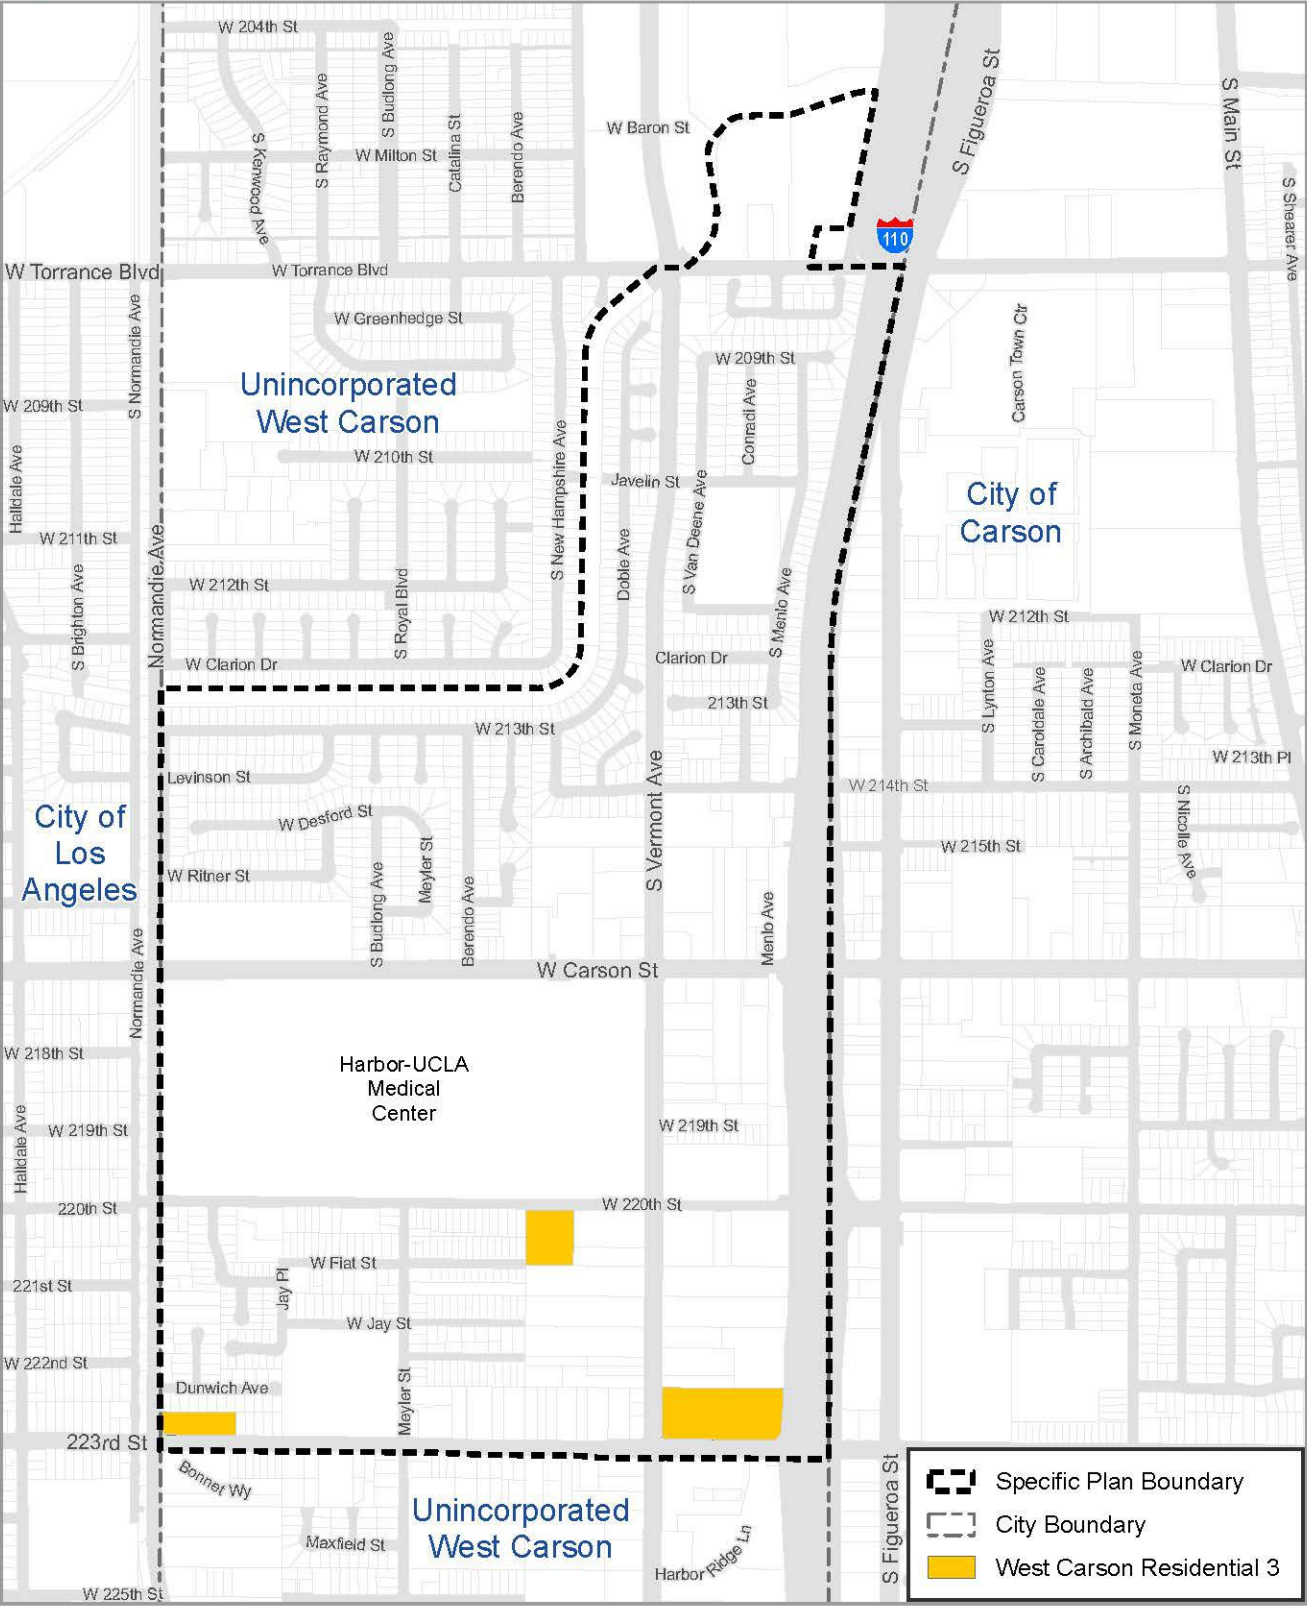 W 204th St
S Kenwood Ave
S Raymond Ave
S Budlong Ave
Catalina St
Berendo Ave
W Milton St
W Baron St
S Figueroa St
S Main St
S Shearer Ave
110
W Torrance Blvd
W Torrance Blvd
S Normandie Ave
W Greenhedge St
W 209th St
Carson Town Ctr
Unincorporated
West Carson
Conradi Ave
W 209th St
Halldale Ave
W 210th St
S New Hampshire Ave
Javelin St
S Van Deene Ave
City of
Carson
W 211th St
Normandie Ave
S Brighton Ave
W 212th St
S Royal Blvd
Doble Ave
S Menlo Ave
W 212th St
W Clarion Dr
Clarion Dr
S Lynton Ave
S Caroldale Ave
S Archibald Ave
S Moneta Ave
W Clarion Dr
213th St
W 213th St
W 213th Pl
Levinson St
S Vermont Ave
W 214th St
S Nicolle Ave
City of
Los
Angeles
W Desford St
Meyler St
W 215th St
W Ritner St
S Budlong Ave
Berendo Ave
Menlo Ave
Normandie Ave
W Carson St
W 218th St
Harbor-UCLA
Medical
Center
Halldale Ave
W 219th St
W 219th St
220th St
W 220th St
W Fiat St
221st St
Jay Pl
W Jay St
W 222nd St
Dunwich Ave
Meyler St
223rd St
Bonnet Wy
Unincorporated
West Carson
Maxfield St
Harbor Ridge Ln
S Figueroa St
W 225th St
Specific Plan Boundary
City Boundary
West Carson Residential 3